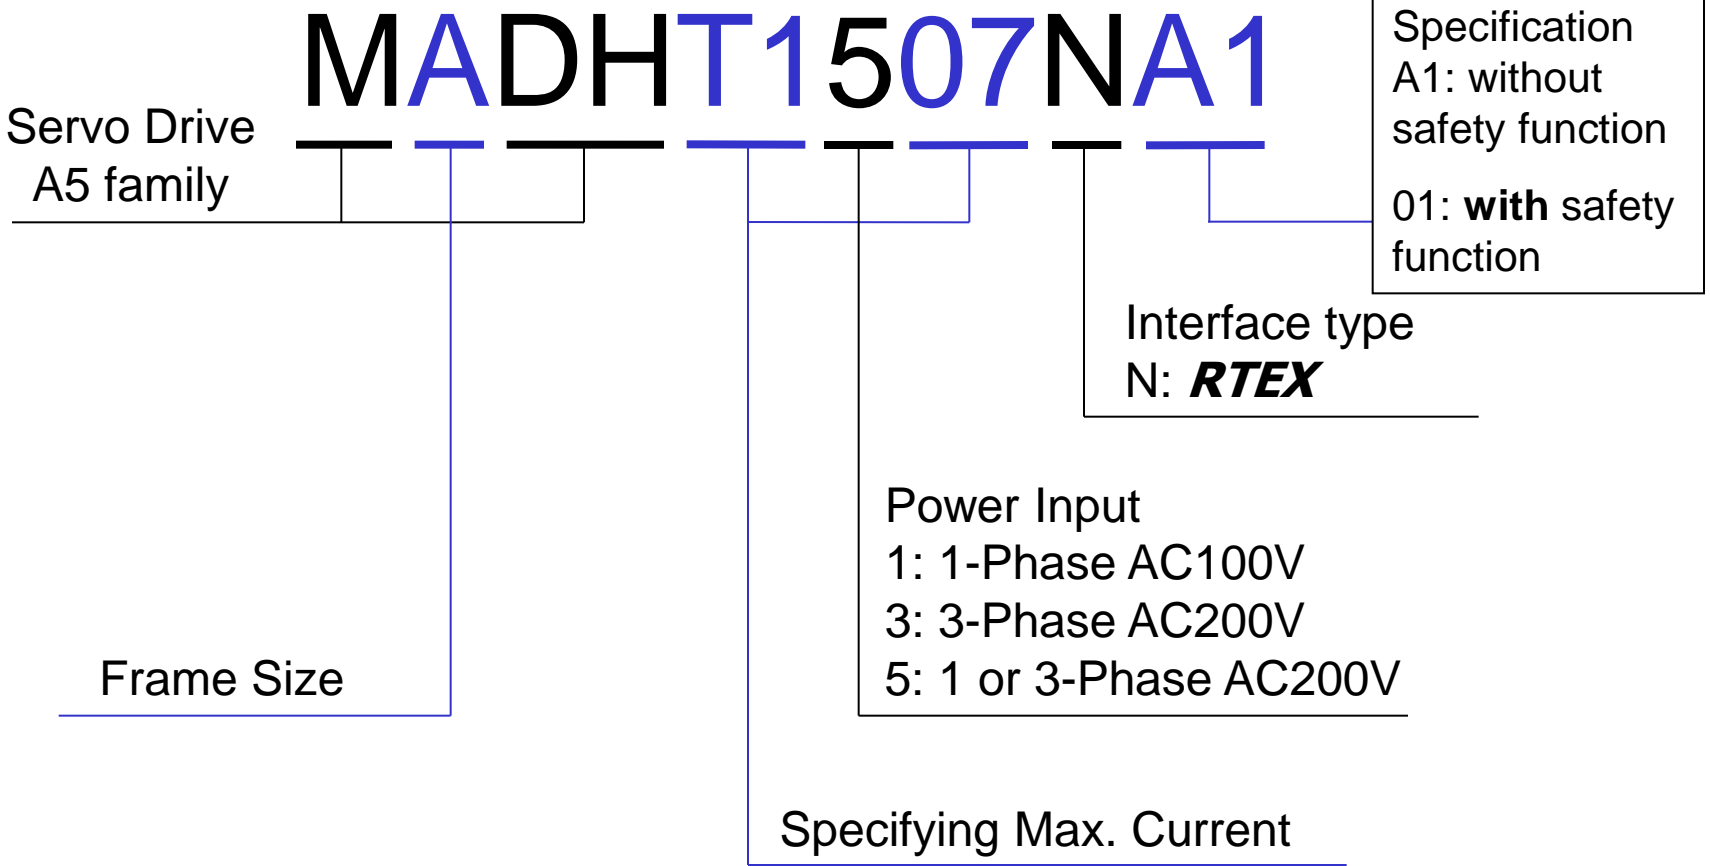 MADHT1507NA1
Servo Drive
A5 family
Specification
A1: without
safety function
01: with safety
function
Interface type
N: RTEX
Power Input
1: 1-Phase AC100V
3: 3-Phase AC200V
5: 1 or 3-Phase AC200V
Frame Size
Specifying Max. Current